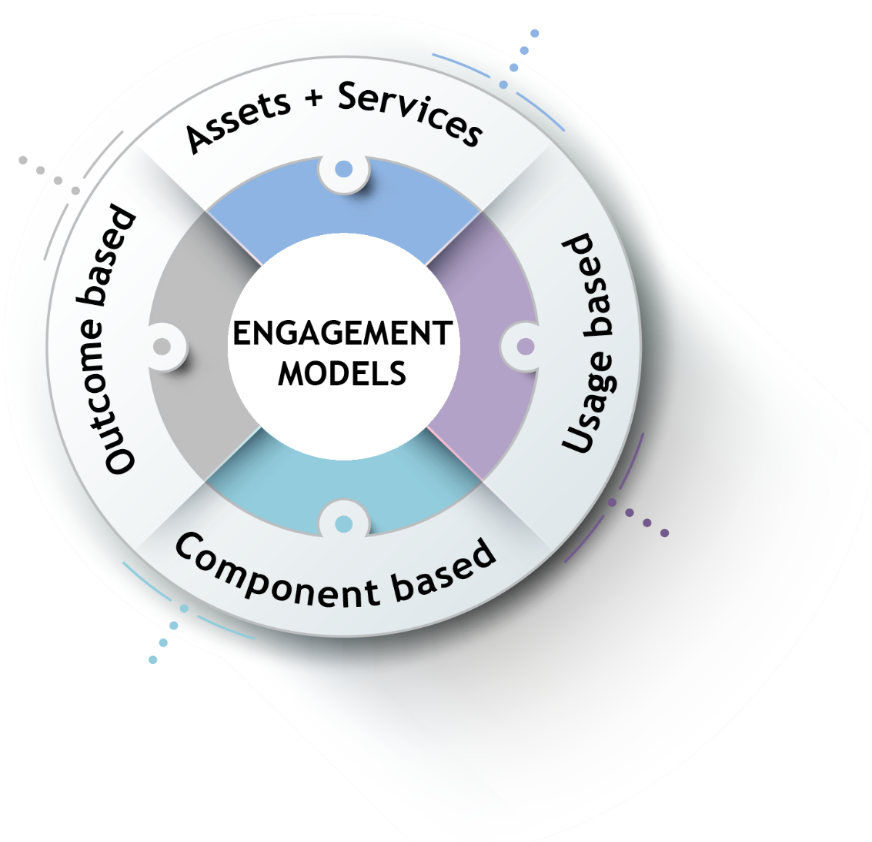 Assets + Services
Outcome based
ENGAGEMENT
MODELS
Usage based
Component based